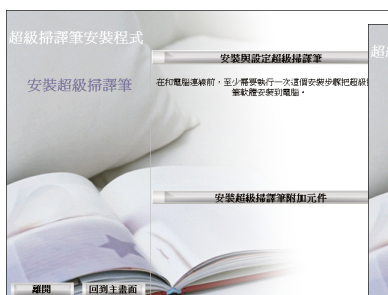 超級掃譯筆安裝程式
安裝超級掃譯筆
安裝與設定超級掃譯筆
在和電腦連線前，至少需要執行一次這個安裝步驟把超級
筆軟體安裝到電腦。
安裝超級掃譯筆附加元件
離開
回到主畫面
超